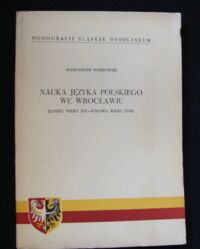 MONOGRAFIE ŚLĄSKIE OSSOLINEUM
ALEKSANDER ROMBOWSKI
NAUKA JĘZYKA POLSKIEGO
WE WROCŁAWIU
(KONIEC WIEKU XVI - POŁOWA WIEKU XVIII)